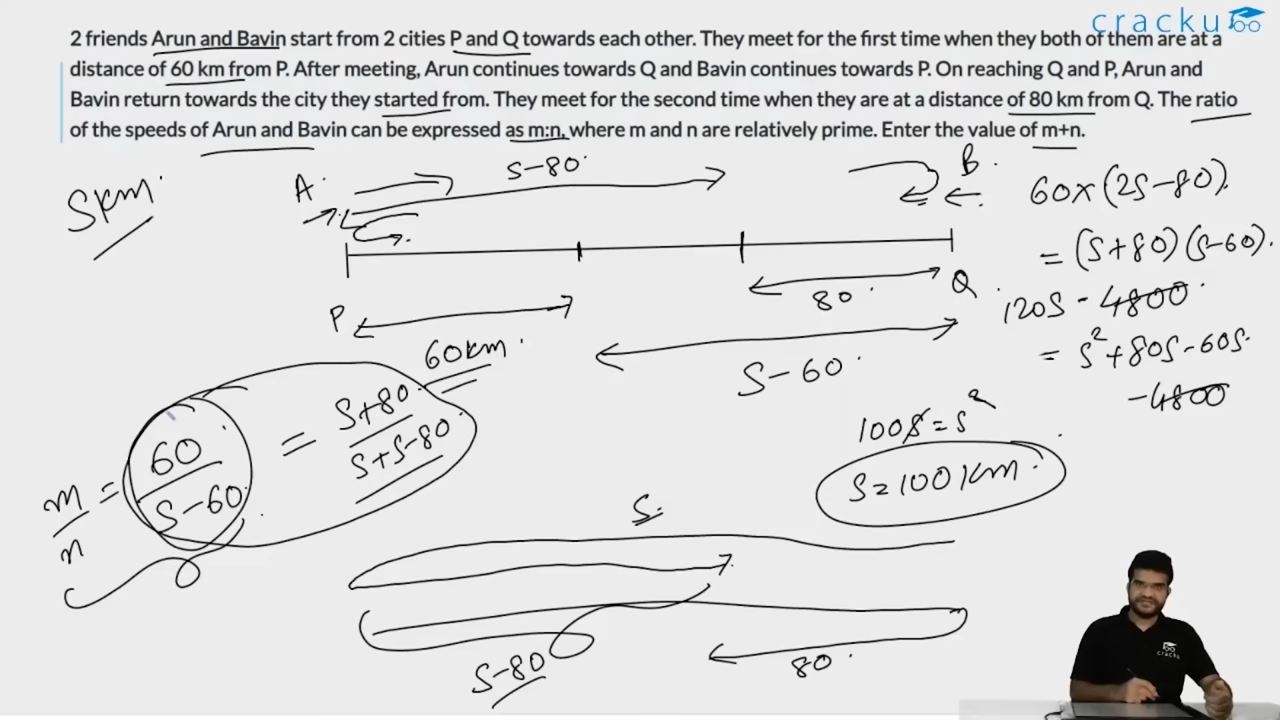 cracku
2 friends Arun and Bavin start from 2 cities P and Q towards each other. They meet for the first time when they both of them are at a
distance of 60 km from P. After meeting, Arun continues towards Q and Bavin continues towards P. On reaching Q and P, Arun and
Bavin return towards the city they started from. They meet for the second time when they are at a distance of 80 km from Q. The ratio
of the speeds of Arun and Bavin can be expressed as m:n, where m and n are relatively prime. Enter the value of m+n.
S km.
A.
S-80.
B.
P
Q
80.
60km.
S-60.
60×(2S-80).
= (S+80)(S-60).
120S - 4800.
= S²+80S-60S.
-4800
100S = S²
S=100 km.
m/n = 60/S-60. = S+80./S+S-80.
S.
S-80
80.
cracku